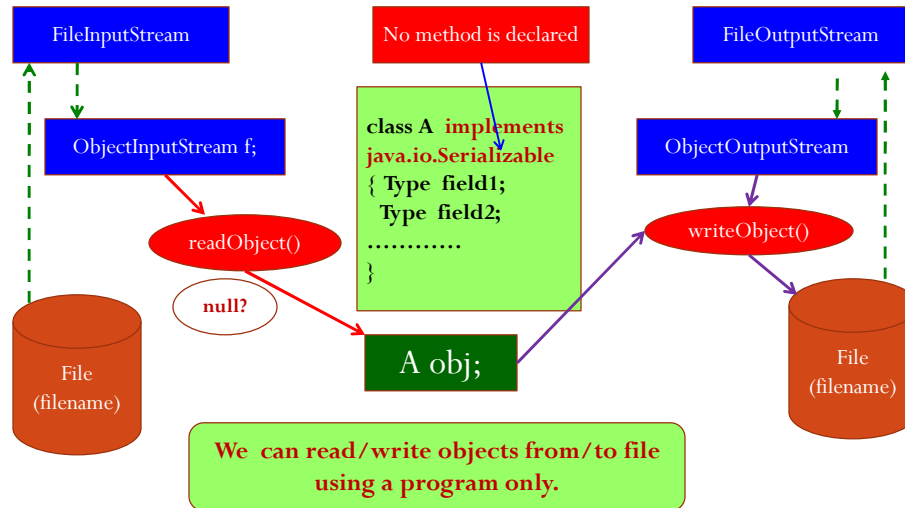 FileInputStream
No method is declared
FileOutputStream
class A implements
java.io.Serializable
{ Type field1;
Type field2;
…………
}
ObjectInputStream f;
ObjectOutputStream
readObject()
writeObject()
null?
File
(filename)
A obj;
File
(filename)
We can read/write objects from/to file
using a program only.